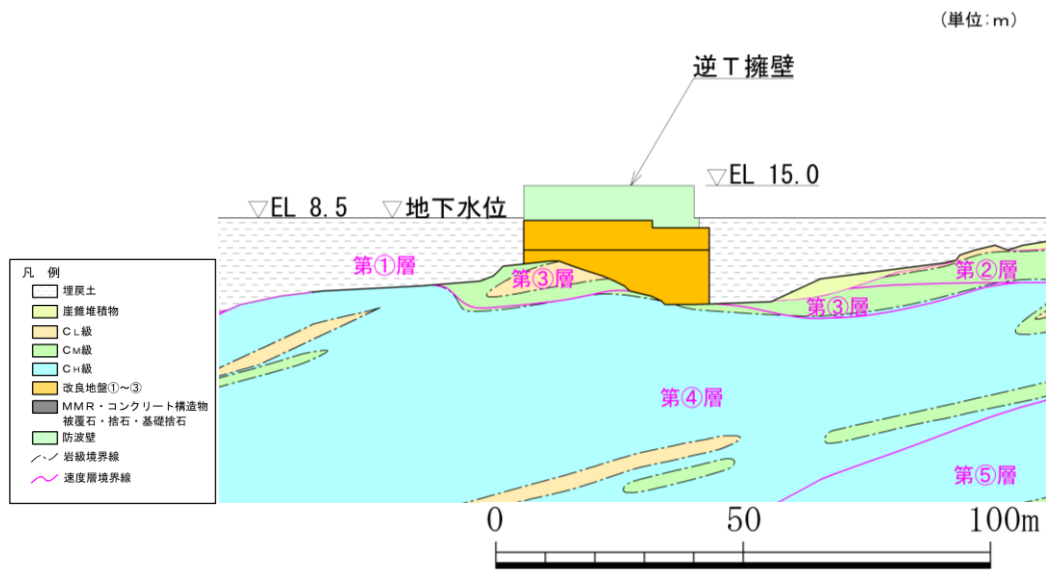 (単位:m)
逆T擁壁
▽EL 15.0
▽EL 8.5 ▽地下水位
第①層
第③層
第②層
第③層
第④層
第⑤層
凡 例
埋戻土
崖錐堆積物
CL級
CM級
CH級
改良地盤①~③
MMR・コンクリート構造物
被覆石・捨石・基礎捨石
防波壁
岩級境界線
速度層境界線
0 50 100m